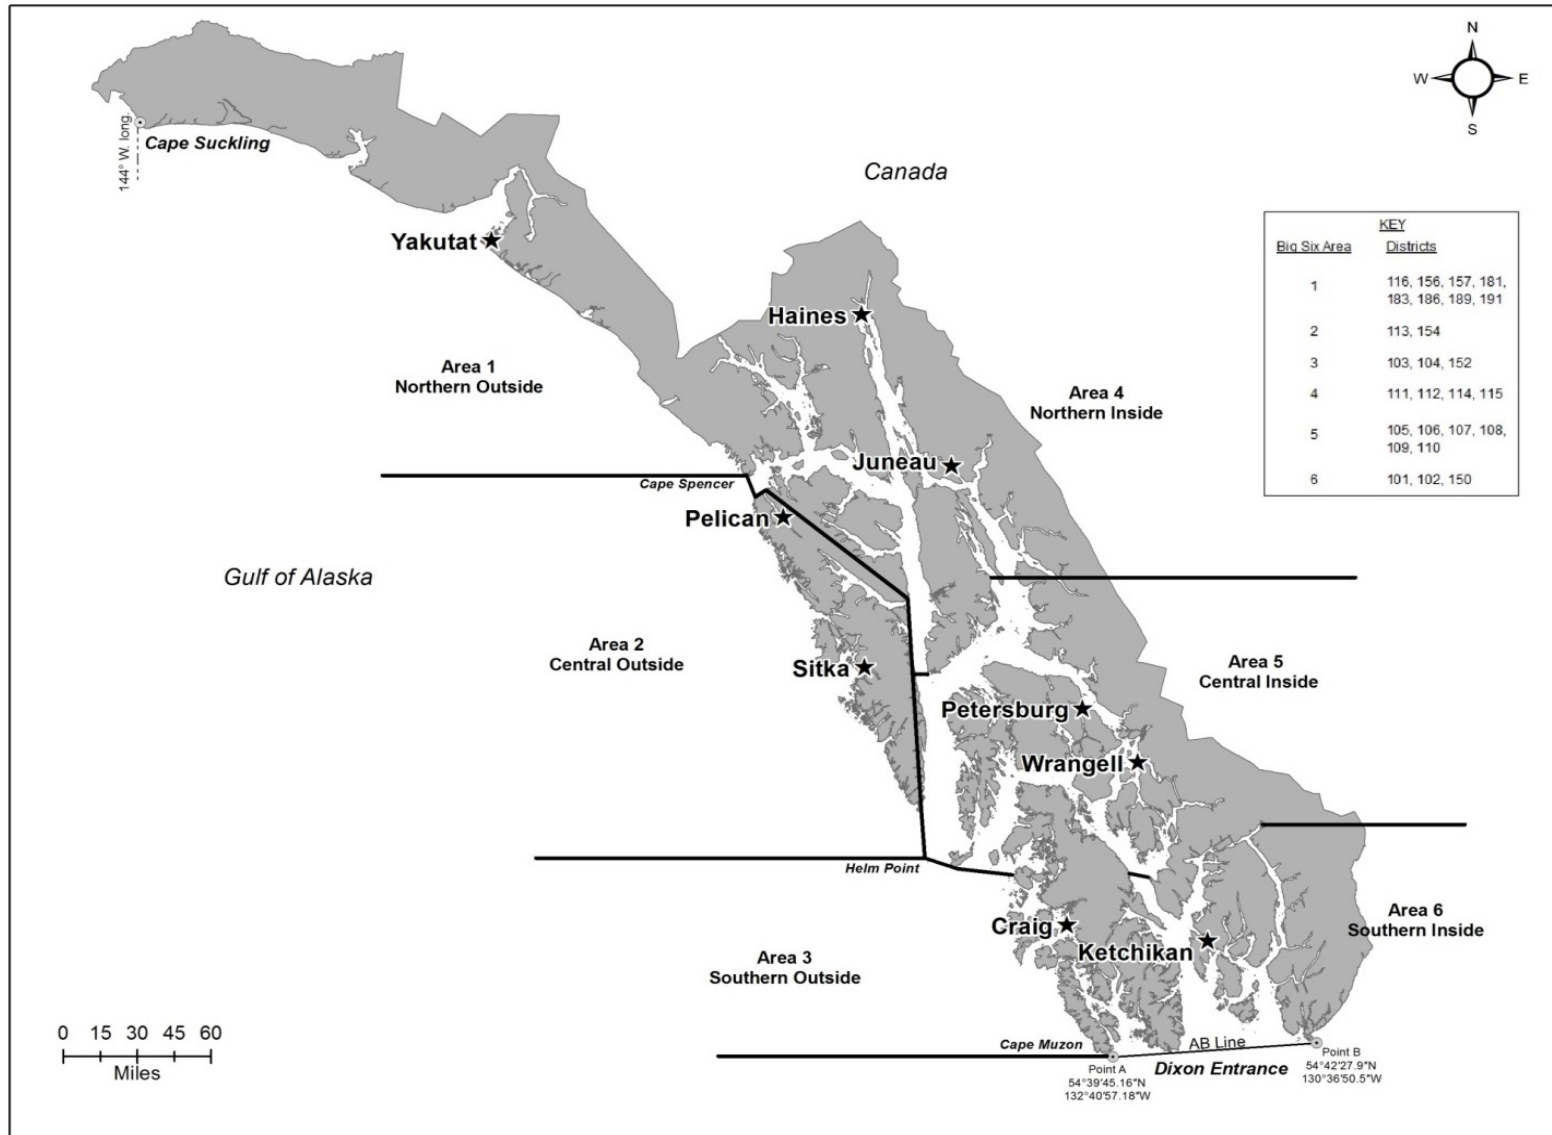 N
W E
S
144° W. long.
Cape Suckling
Canada
Yakutat
KEY
Big Six Area Districts
1 116, 156, 157, 181,
183, 186, 189, 191
2 113, 154
3 103, 104, 152
4 111, 112, 114, 115
5 105, 106, 107, 108,
109, 110
6 101, 102, 150
Haines
Area 1
Northern Outside
Area 4
Northern Inside
Juneau
Cape Spencer
Pelican
Gulf of Alaska
Area 2
Central Outside
Sitka
Area 5
Central Inside
Petersburg
Wrangell
Helm Point
Craig
Ketchikan
Area 6
Southern Inside
Area 3
Southern Outside
0 15 30 45 60
Miles
Cape Muzon
AB Line
Dixon Entrance
Point A
54°39'45.16"N
132°40'57.18"W
Point B
54°42'27.9"N
130°36'50.5"W